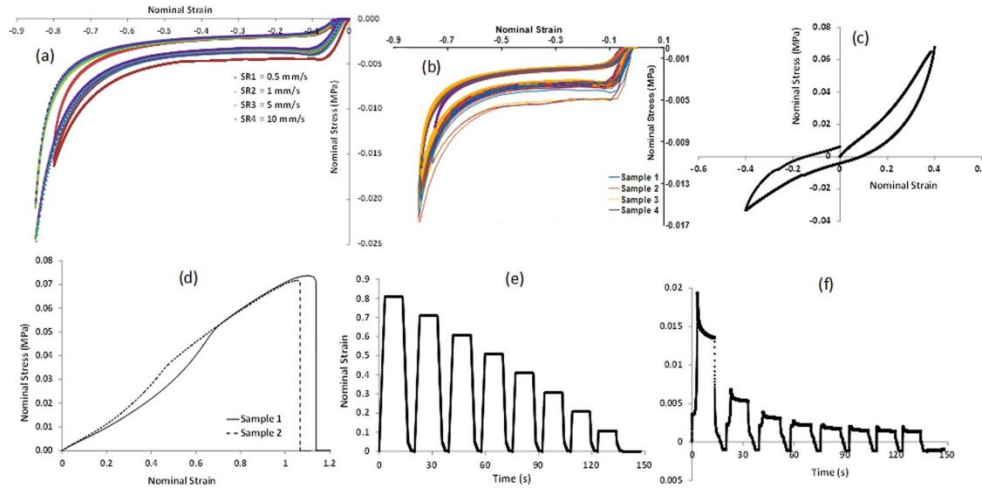 Nominal Strain
-0.9 -0.8 -0.7 -0.6 -0.5 -0.4 -0.3 -0.2 -0.1 0
0.000
-0.005
-0.010
-0.015
-0.020
-0.025
Nominal Stress (MPa)
(a)
SR1 = 0.5 mm/s
SR2 = 1 mm/s
SR3 = 5 mm/s
SR4 = 10 mm/s
Nominal Strain
-0.9 -0.7 -0.5 -0.3 -0.1 0.1
-0.001
-0.005
-0.009
-0.013
-0.017
Nominal Stress (MPa)
(b)
Sample 1
Sample 2
Sample 3
Sample 4
(c)
Nominal Stress (MPa)
0.08
0.06
0.04
0.02
0
-0.02
-0.04
-0.6 -0.4 -0.2 0 0.2 0.4 0.6
Nominal Strain
(d)
Nominal Stress (MPa)
0.08
0.07
0.06
0.05
0.04
0.03
0.02
0.01
0.00
0 0.2 0.4 0.6 0.8 1 1.2
Nominal Strain
Sample 1
Sample 2
(e)
Nominal Strain
0.9
0.8
0.7
0.6
0.5
0.4
0.3
0.2
0.1
0
0 30 60 90 120 150
Time (s)
(f)
0.02
0.015
0.01
0.005
0
0.005
0 30 60 90 120 150
Time (s)